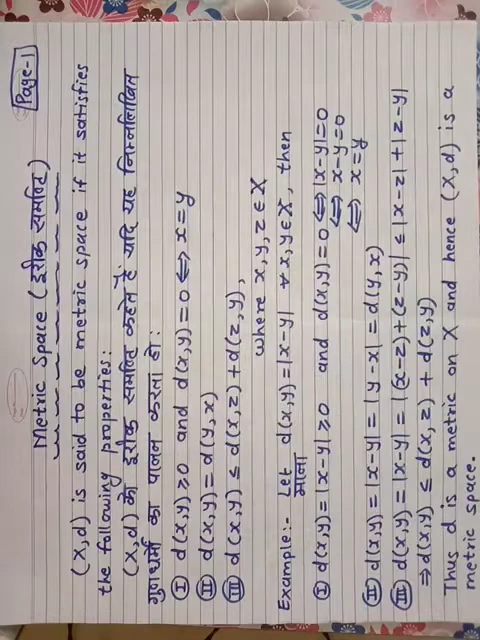 Page-1
Metric Space (दूरीक समष्टि)
(X,d) is said to be metric space if it satisfies
the following properties:
(X,d) को दूरीक समष्टि कहते हैं यदि यह निम्नलिखित
गुणधर्मों का पालन करता हो:
Ⓘ d(x,y) ≥ 0 and d(x,y) = 0 ⟺ x = y
Ⅱ d(x,y) = d(y,x)
Ⅲ d(x,y) ≤ d(x,z) + d(z,y),
where x,y,z ∈ X
Example:- Let d(x,y) = |x-y| ∀ x,y ∈ X, then
माना
Ⓘ d(x,y) = |x-y| ≥ 0 and d(x,y) = 0 ⟺ |x-y| = 0
⟺ x-y = 0
⟺ x = y
Ⅱ d(x,y) = |x-y| = |y-x| = d(y,x)
Ⅲ d(x,y) = |x-y| = |(x-z)+(z-y)| ≤ |x-z| + |z-y|
⇒ d(x,y) ≤ d(x,z) + d(z,y)
Thus d is a metric on X and hence (X,d) is a
metric space.